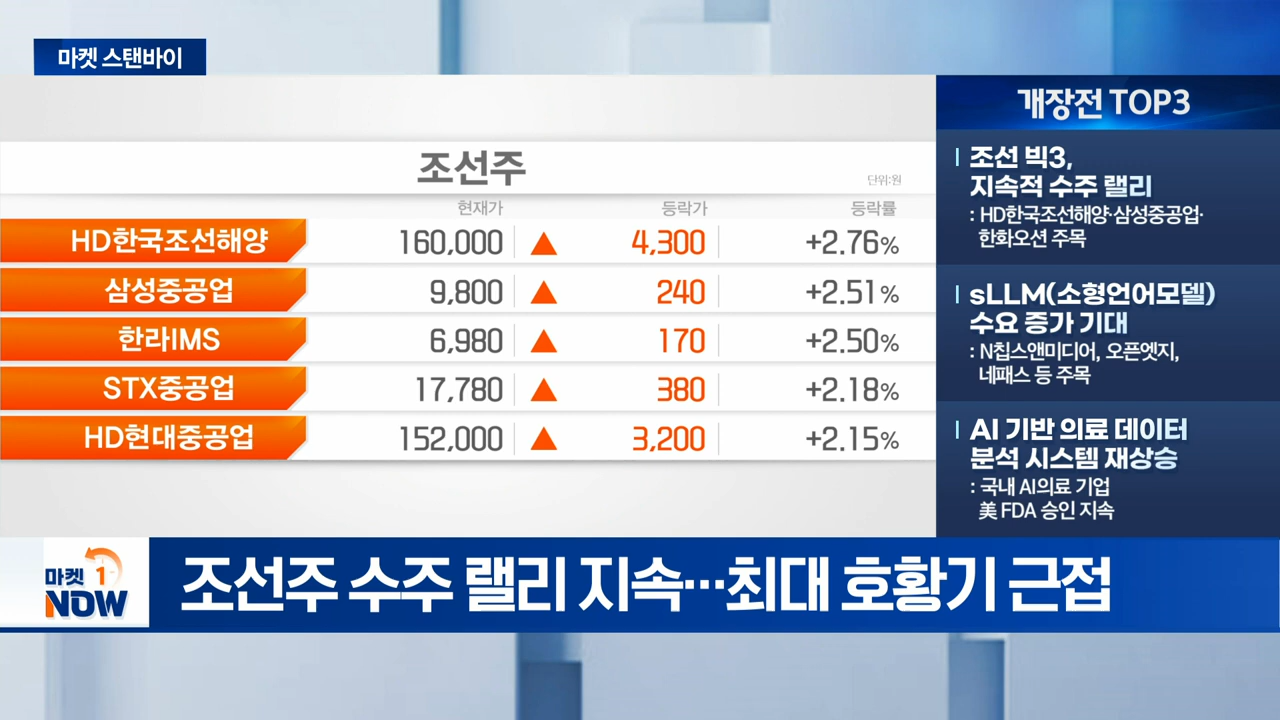 마켓 스탠바이
조선주
단위:원
현재가 등락가 등락률
HD한국조선해양 160,000 ▲ 4,300 +2.76%
삼성중공업 9,800 ▲ 240 +2.51%
한라IMS 6,980 ▲ 170 +2.50%
STX중공업 17,780 ▲ 380 +2.18%
HD현대중공업 152,000 ▲ 3,200 +2.15%
개장전 TOP3
조선 빅3,
지속적 수주 랠리
: HD한국조선해양·삼성중공업·
한화오션 주목
sLLM(소형언어모델)
수요 증가 기대
: N칩스앤미디어, 오픈엣지,
네패스 등 주목
AI 기반 의료 데이터
분석 시스템 재상승
: 국내 AI의료 기업
美 FDA 승인 지속
마켓 1
NOW
조선주 수주 랠리 지속…최대 호황기 근접